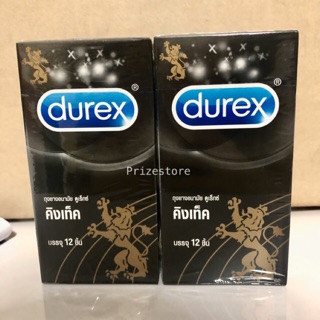 durex
ถุงยางอนามัย ดูเร็กซ์
คิงเท็ค
บรรจุ 12 ชิ้น
durex
ถุงยางอนามัย ดูเร็กซ์
คิงเท็ค
บรรจุ 12 ชิ้น
Prizestore